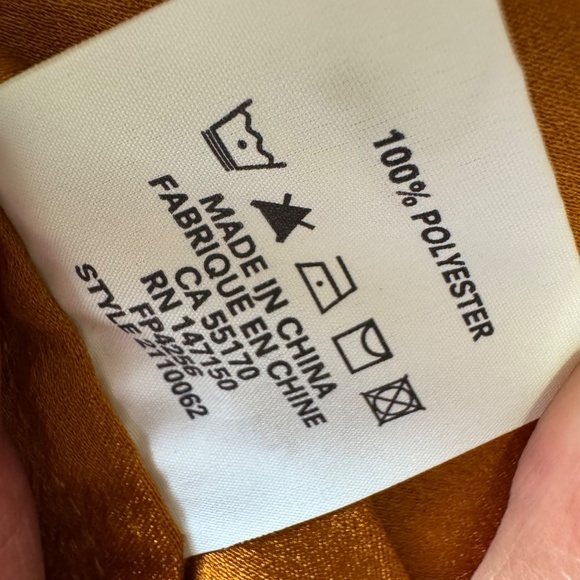 100% POLYESTER
MADE IN CHINA
FABRIQUE EN CHINE
CA 55170
RN 147150
FP4256
STYLE 2110062